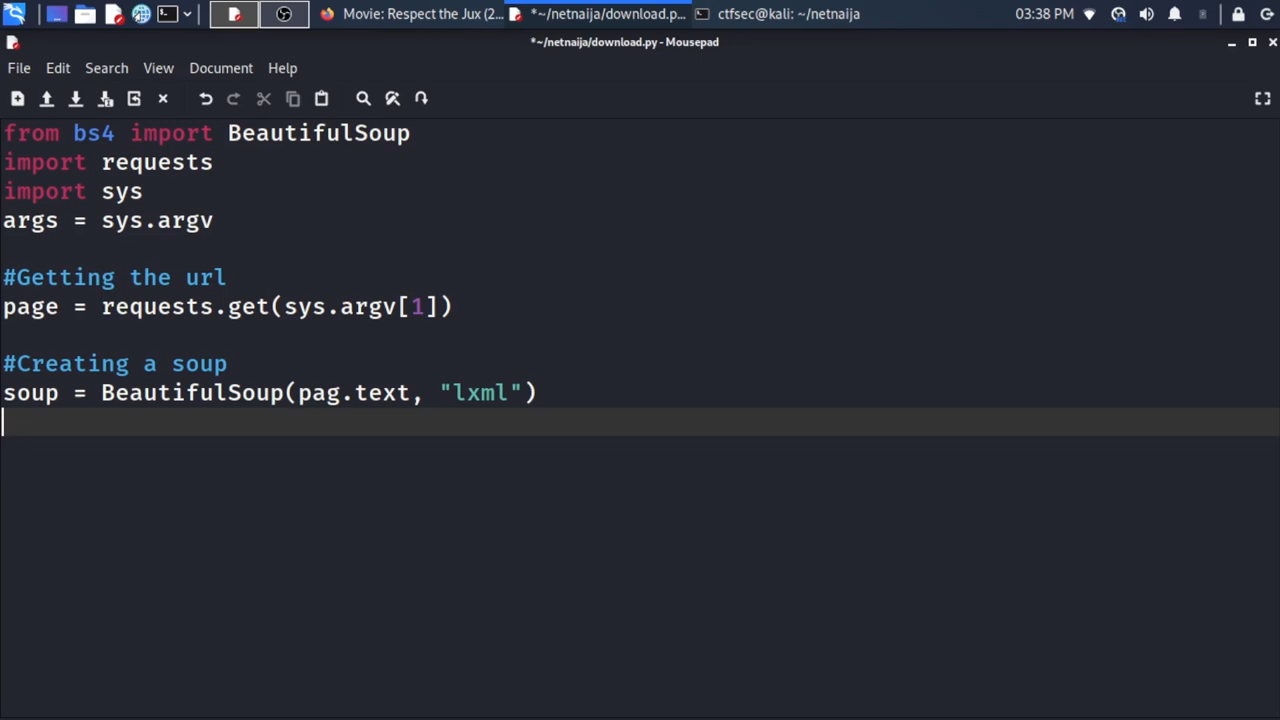 Movie: Respect the Jux (2...
*~/netnaija/download.p...
ctfsec@kali: ~/netnaija
03:38 PM
*~/netnaija/download.py - Mousepad
File Edit Search View Document Help
from bs4 import BeautifulSoup
import requests
import sys
args = sys.argv
#Getting the url
page = requests.get(sys.argv[1])
#Creating a soup
soup = BeautifulSoup(pag.text, "lxml")